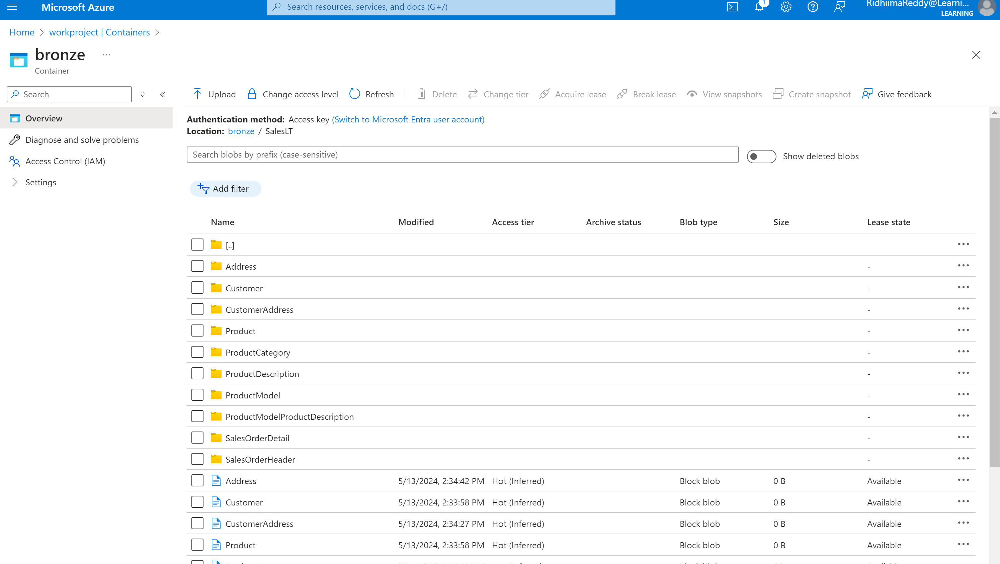 Microsoft Azure
Search resources, services, and docs (G+/)
1
RidhiimaReddy@Learni...
LEARNING
Home > workproject | Containers >
bronze ...
Container
Search
Upload Change access level Refresh Delete Change tier Acquire lease Break lease View snapshots Create snapshot Give feedback
Overview
Diagnose and solve problems
Access Control (IAM)
Settings
Authentication method: Access key (Switch to Microsoft Entra user account)
Location: bronze / SalesLT
Search blobs by prefix (case-sensitive)
Show deleted blobs
Add filter
Name Modified Access tier Archive status Blob type Size Lease state
[..]
Address -
Customer -
CustomerAddress -
Product -
ProductCategory -
ProductDescription -
ProductModel -
ProductModelProductDescription -
SalesOrderDetail -
SalesOrderHeader -
Address 5/13/2024, 2:34:42 PM Hot (Inferred) Block blob 0 B Available
Customer 5/13/2024, 2:33:58 PM Hot (Inferred) Block blob 0 B Available
CustomerAddress 5/13/2024, 2:34:27 PM Hot (Inferred) Block blob 0 B Available
Product 5/13/2024, 2:33:58 PM Hot (Inferred) Block blob 0 B Available